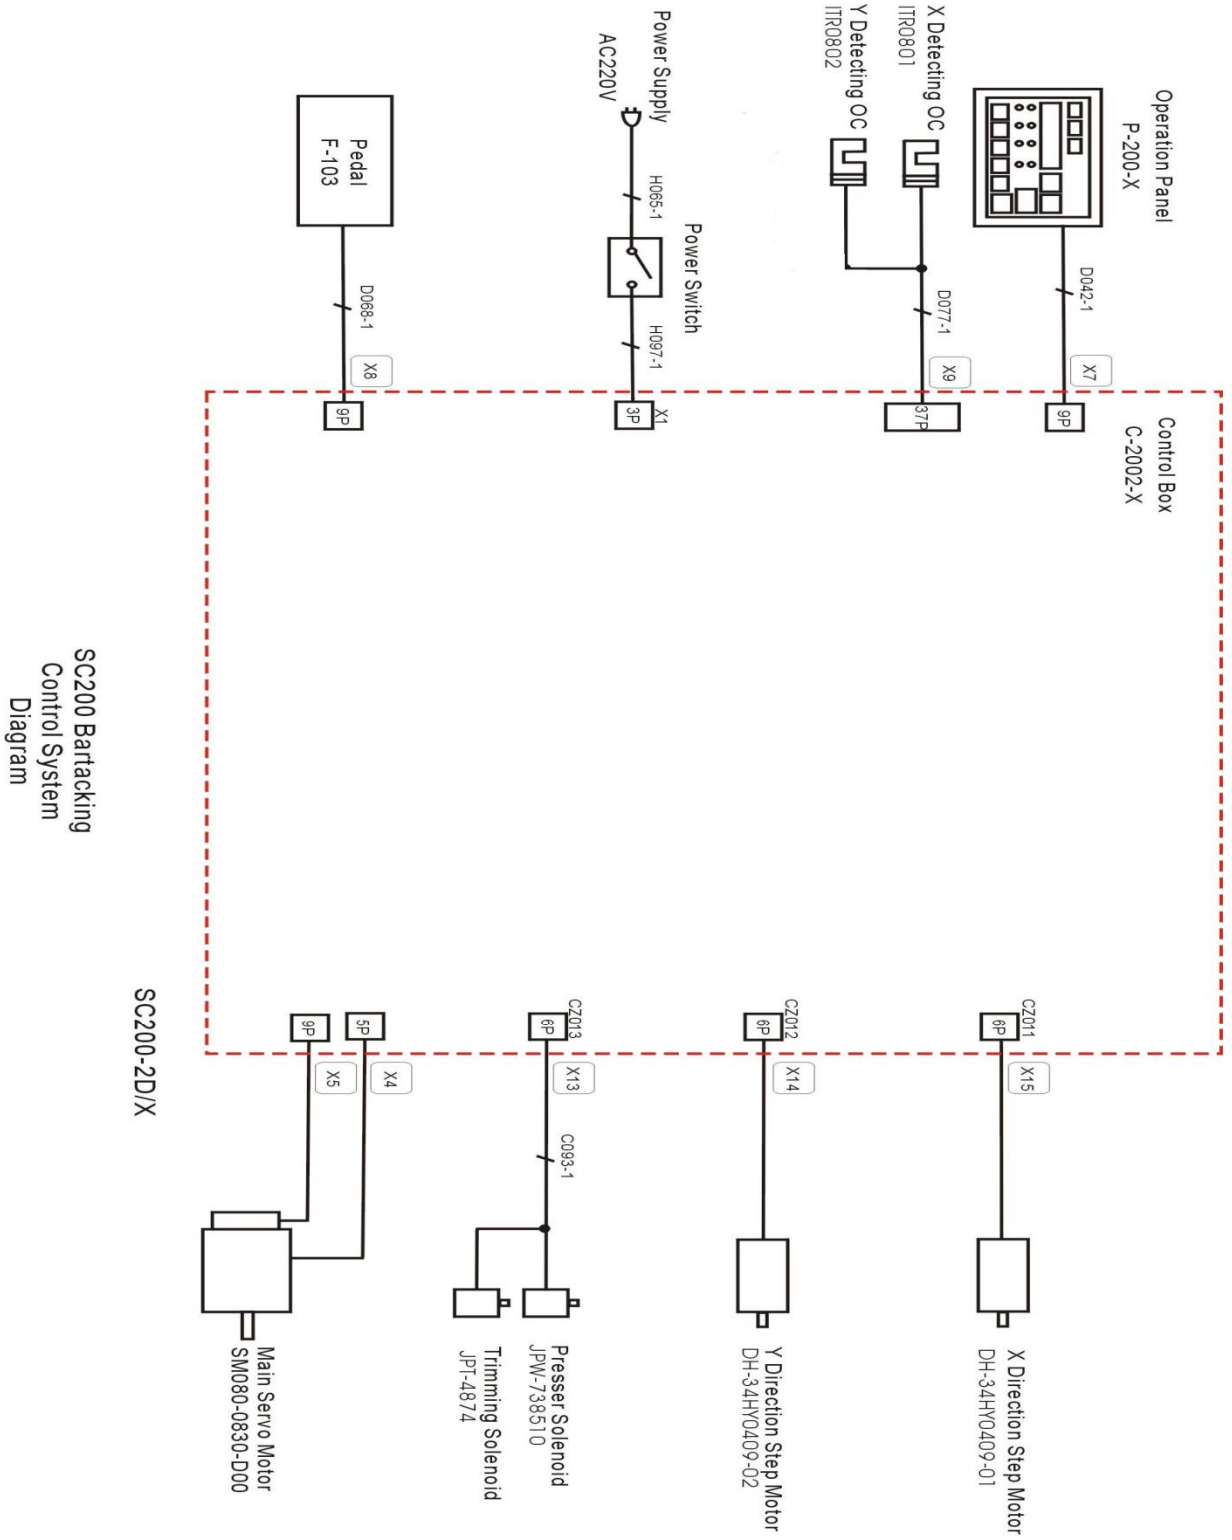 Operation Panel
P-200-X
D042-1
X7
9P
Control Box
C-2002-X
X Detecting OC
ITR0801
Y Detecting OC
ITR0802
D077-1
X9
37P
Power Supply
AC220V
H065-1
Power Switch
H097-1
X1
3P
Pedal
F-103
D068-1
X8
9P
CZ011
6P
X15
X Direction Step Motor
DH-34HY0409-01
CZ012
6P
X14
Y Direction Step Motor
DH-34HY0409-02
CZ013
6P
X13
C093-1
Presser Solenoid
JPW-738510
Trimming Solenoid
JPT-4874
5P
X4
9P
X5
Main Servo Motor
SM080-0830-D00
SC200-2D/X
SC200 Bartacking
Control System
Diagram